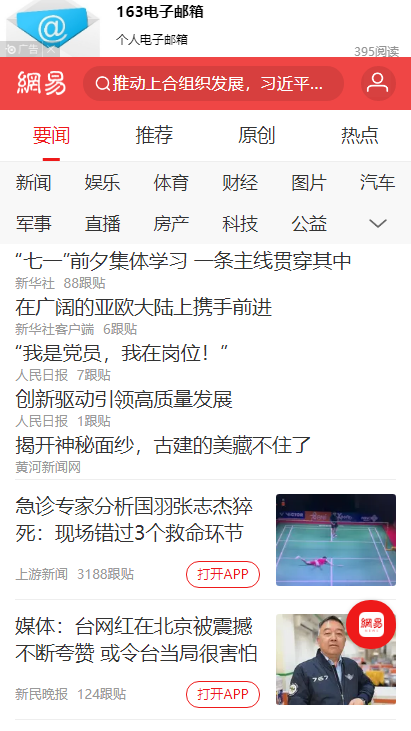 163电子邮箱
个人电子邮箱
广告
395阅读
網易
推动上合组织发展，习近平...
要闻 推荐 原创 热点
新闻 娱乐 体育 财经 图片 汽车
军事 直播 房产 科技 公益
“七一”前夕集体学习 一条主线贯穿其中
新华社 88跟贴
在广阔的亚欧大陆上携手前进
新华社客户端 6跟贴
“我是党员，我在岗位！”
人民日报 7跟贴
创新驱动引领高质量发展
人民日报 1跟贴
揭开神秘面纱，古建的美藏不住了
黄河新闻网
急诊专家分析国羽张志杰猝
死：现场错过3个救命环节
上游新闻 3188跟贴 打开APP
媒体：台网红在北京被震撼
不断夸赞 或令台当局很害怕
新民晚报 124跟贴 打开APP
網易
767